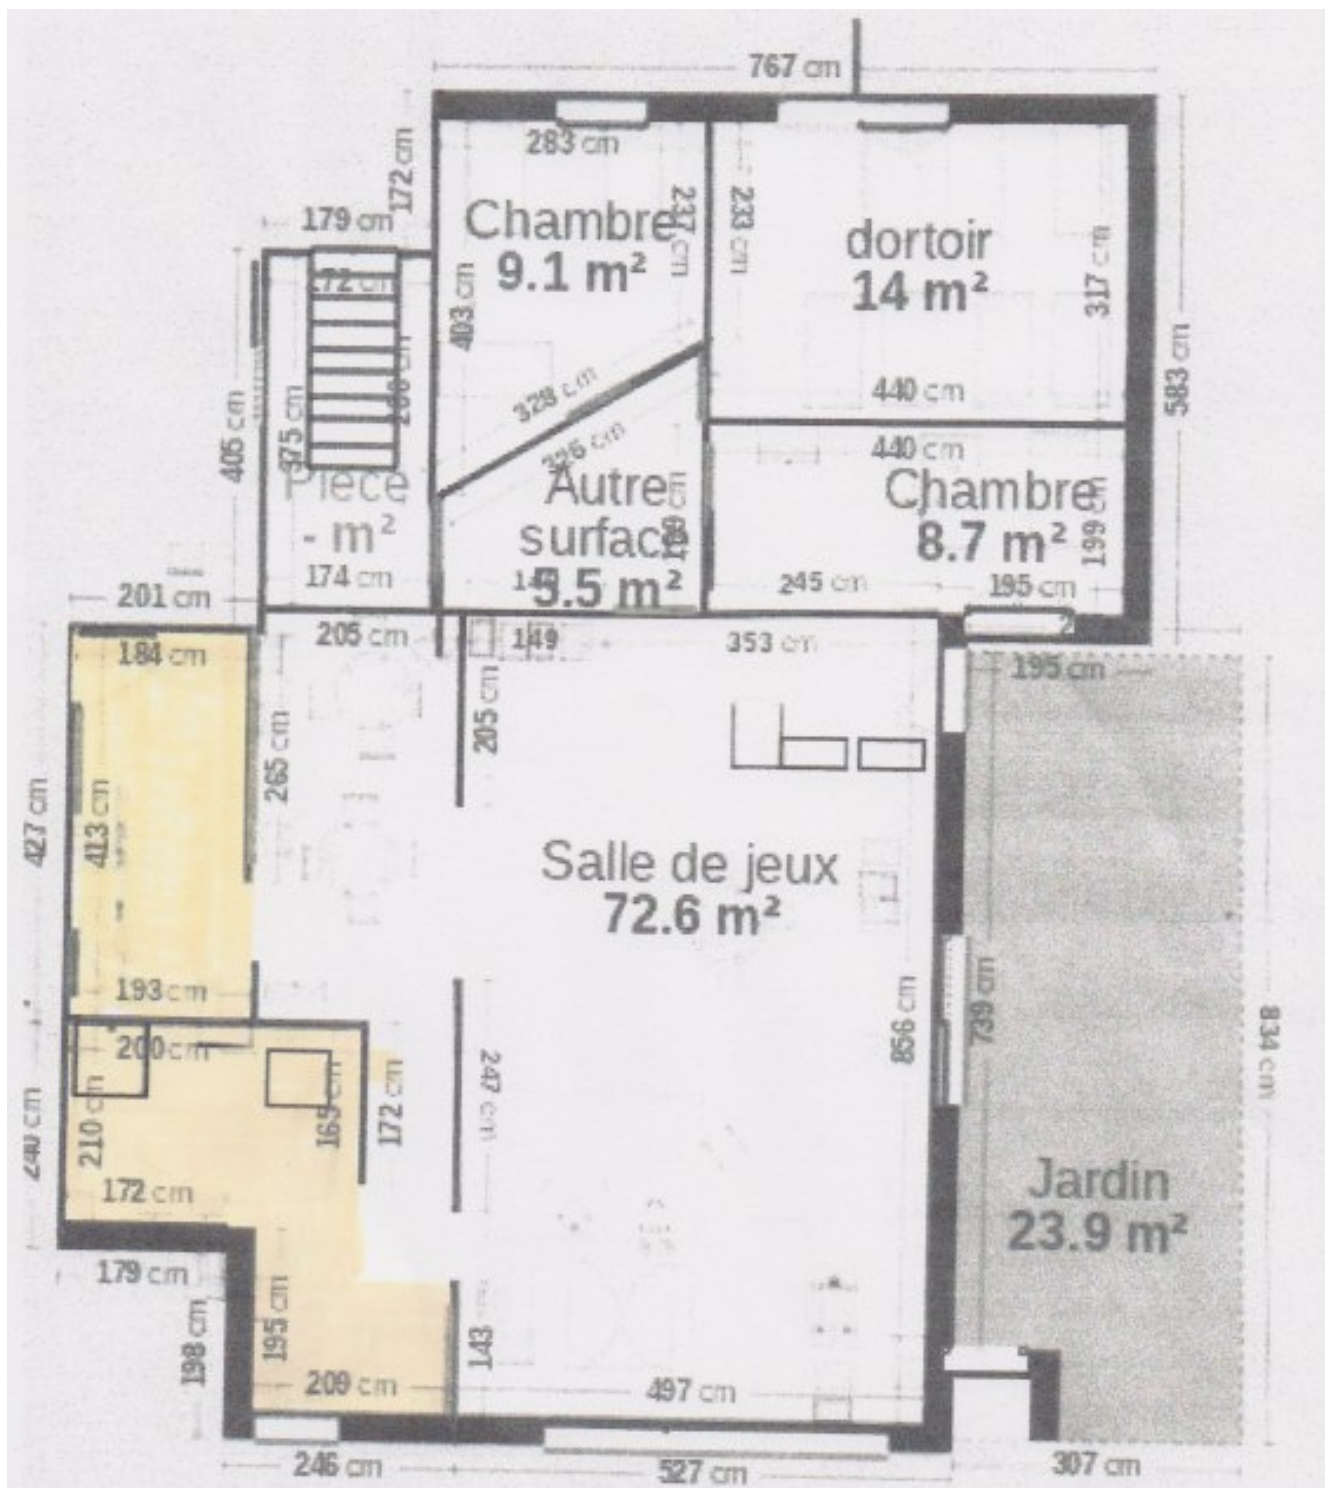 767 cm
172 cm
283 cm
179 cm
Chambre
9.1 m²
237 cm
233 cm
dortoir
14 m²
317 cm
403 cm
583 cm
328 cm
326 cm
440 cm
440 cm
405 cm
375 cm
Pièce
- m²
174 cm
Autre
surface
5.5 m²
Chambre
8.7 m²
199 cm
245 cm
195 cm
201 cm
184 cm
205 cm
149
353 cm
195 cm
205 cm
265 cm
427 cm
413 cm
Salle de jeux
72.6 m²
193 cm
856 cm
739 cm
834 cm
200 cm
210 cm
165 cm
172 cm
247 cm
240 cm
172 cm
Jardin
23.9 m²
179 cm
198 cm
195 cm
143
209 cm
497 cm
246 cm
527 cm
307 cm